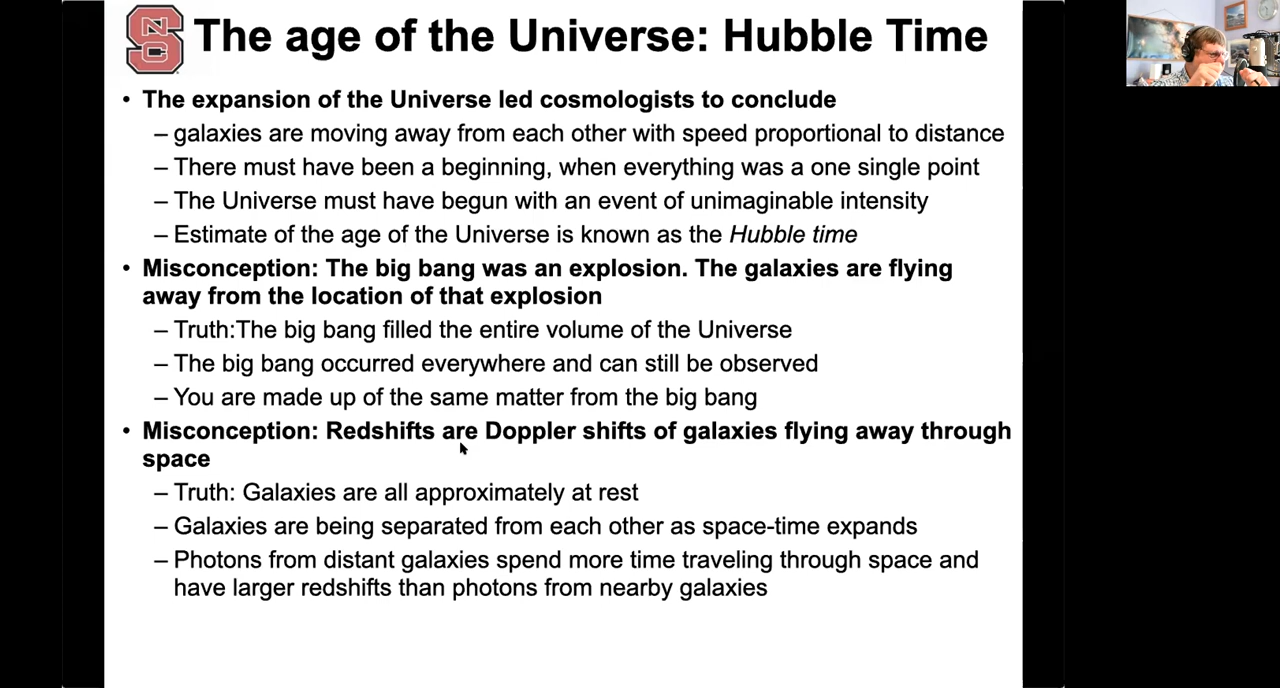 NC
S
The age of the Universe: Hubble Time
• The expansion of the Universe led cosmologists to conclude
– galaxies are moving away from each other with speed proportional to distance
– There must have been a beginning, when everything was a one single point
– The Universe must have begun with an event of unimaginable intensity
– Estimate of the age of the Universe is known as the Hubble time
• Misconception: The big bang was an explosion. The galaxies are flying
away from the location of that explosion
– Truth:The big bang filled the entire volume of the Universe
– The big bang occurred everywhere and can still be observed
– You are made up of the same matter from the big bang
• Misconception: Redshifts are Doppler shifts of galaxies flying away through
space
– Truth: Galaxies are all approximately at rest
– Galaxies are being separated from each other as space-time expands
– Photons from distant galaxies spend more time traveling through space and
have larger redshifts than photons from nearby galaxies